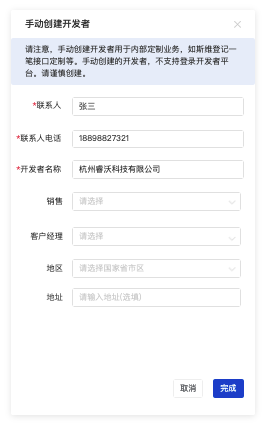 手动创建开发者
请注意，手动创建开发者用于内部定制业务，如斯维登记一
笔接口定制等。手动创建的开发者，不支持登录开发者平
台。请谨慎创建。
*联系人 张三
*联系人电话 18898827321
*开发者名称 杭州睿沃科技有限公司
销售 请选择
客户经理 请选择
地区 请选择国家省市区
地址 请输入地址(选填)
取消 完成